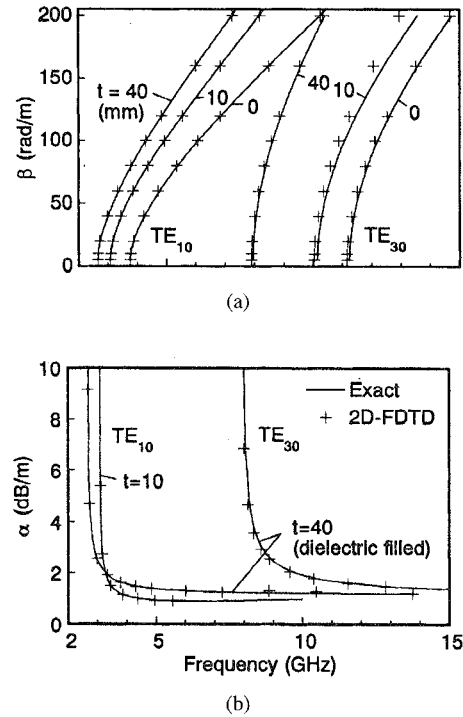 200
150
100
50
0
β (rad/m)
t = 40
(mm)
10
0
40
10
0
TE10
TE30
5
(a)
10
8
6
4
2
0
α (dB/m)
TE10
TE30
Exact
2D-FDTD
t=10
t=40
(dielectric filled)
2
5
10
15
Frequency (GHz)
(b)